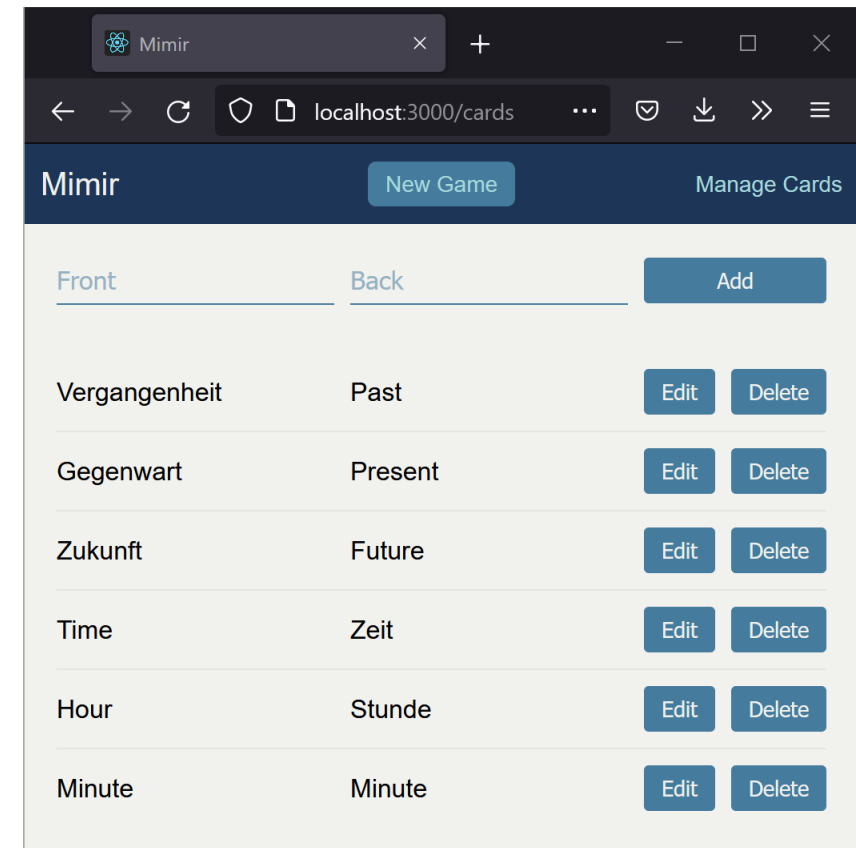 Mimir
localhost:3000/cards
Mimir New Game Manage Cards
Front Back Add
Vergangenheit Past Edit Delete
Gegenwart Present Edit Delete
Zukunft Future Edit Delete
Time Zeit Edit Delete
Hour Stunde Edit Delete
Minute Minute Edit Delete